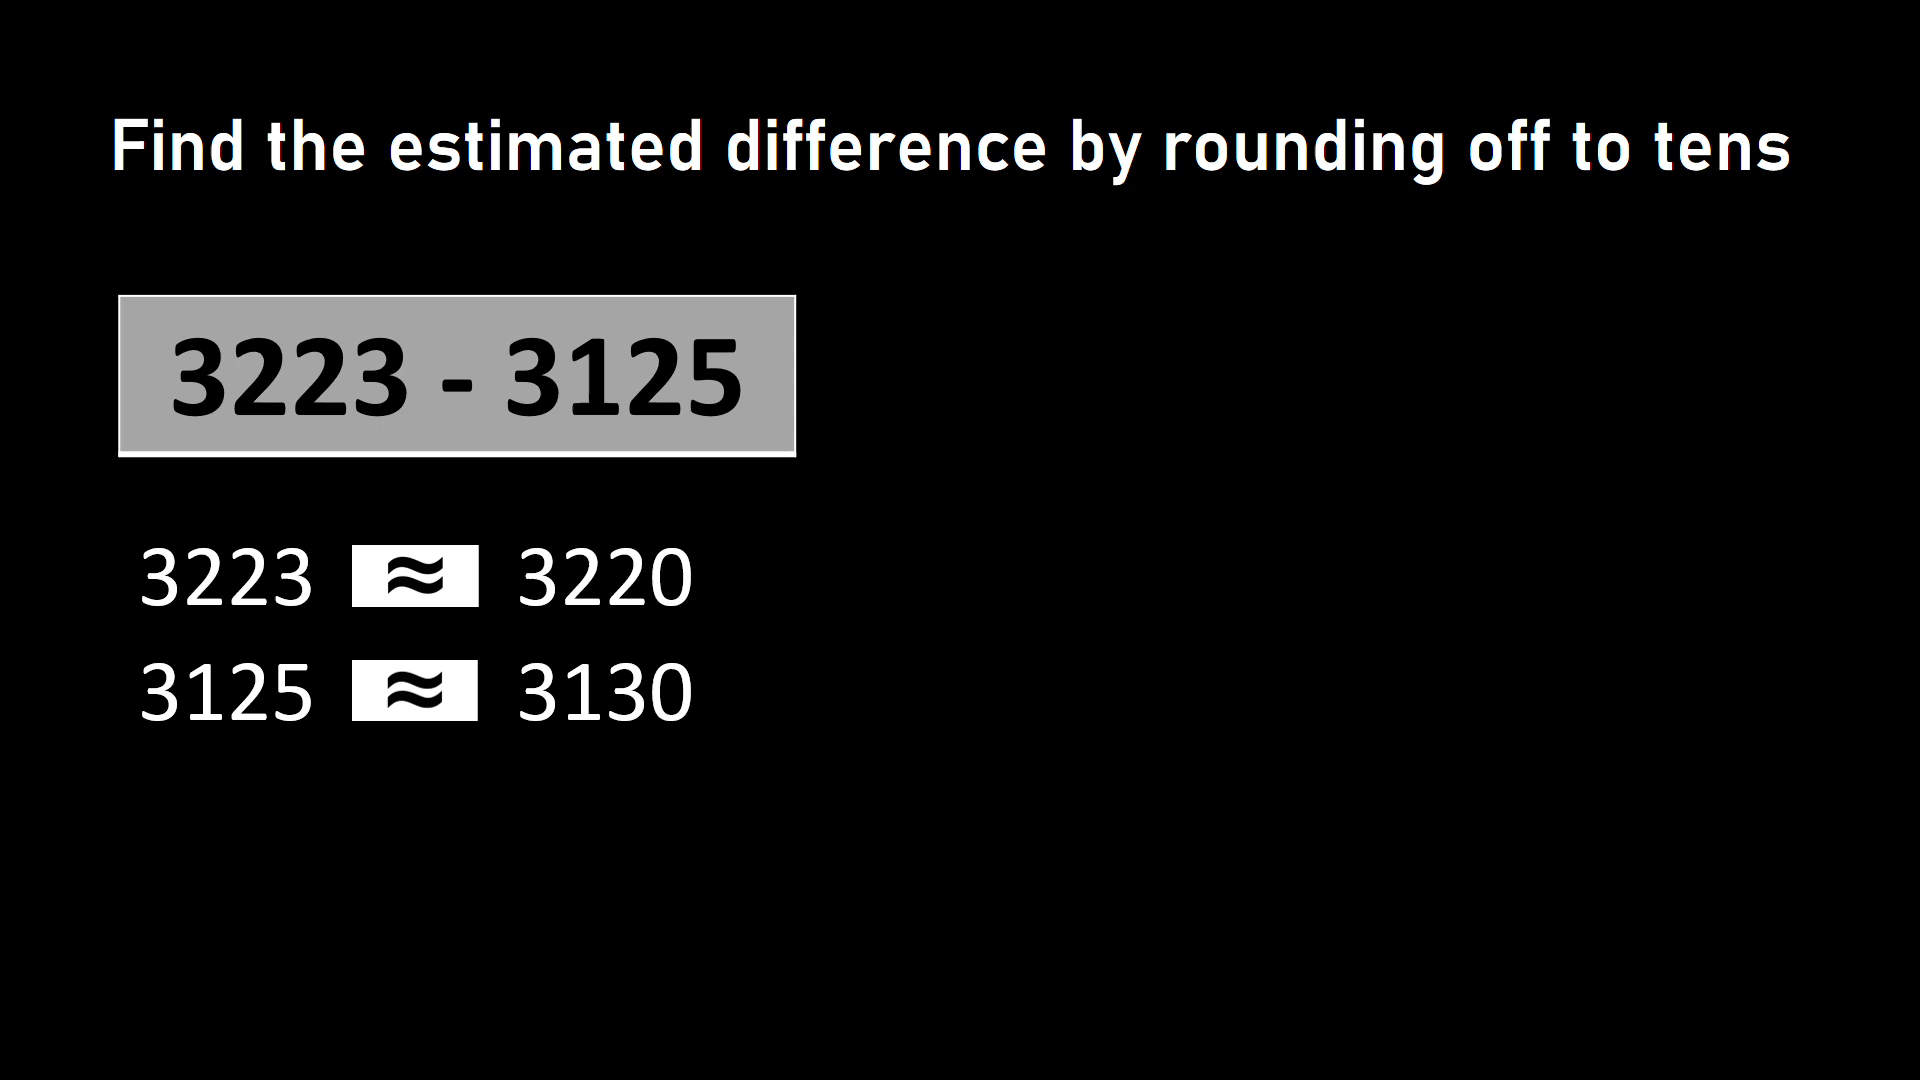 Find the estimated difference by rounding off to tens
3223 - 3125
3223 ≈ 3220
3125 ≈ 3130